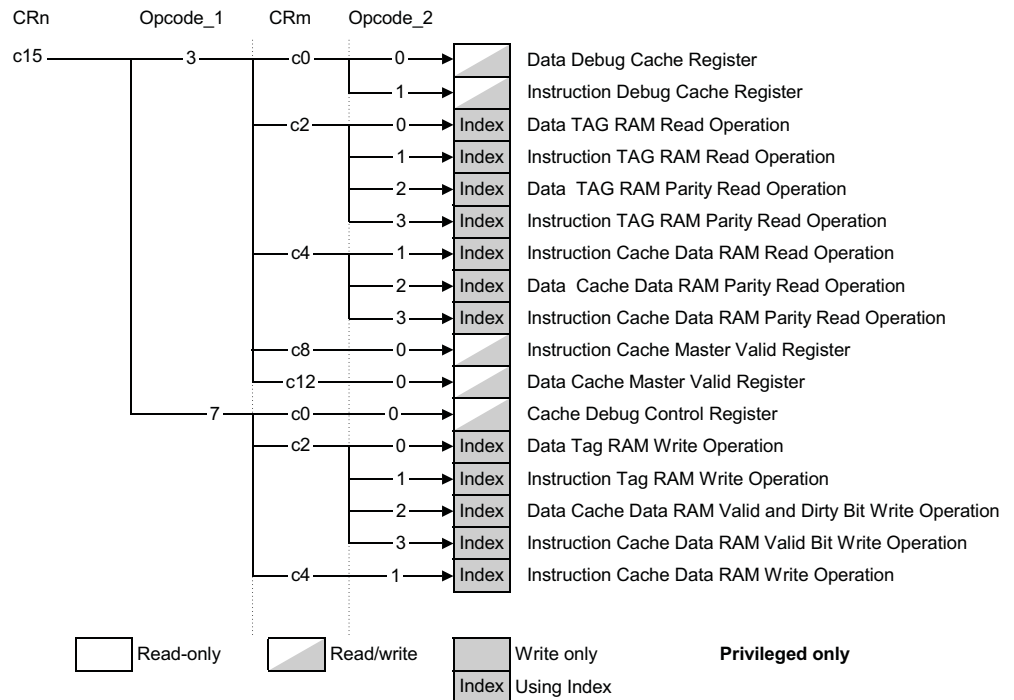 CRn Opcode_1 CRm Opcode_2
c15 3 c0 0 Data Debug Cache Register
1 Instruction Debug Cache Register
c2 0 Index Data TAG RAM Read Operation
1 Index Instruction TAG RAM Read Operation
2 Index Data TAG RAM Parity Read Operation
3 Index Instruction TAG RAM Parity Read Operation
c4 1 Index Instruction Cache Data RAM Read Operation
2 Index Data Cache Data RAM Parity Read Operation
3 Index Instruction Cache Data RAM Parity Read Operation
c8 0 Instruction Cache Master Valid Register
c12 0 Data Cache Master Valid Register
7 c0 0 Cache Debug Control Register
c2 0 Index Data Tag RAM Write Operation
1 Index Instruction Tag RAM Write Operation
2 Index Data Cache Data RAM Valid and Dirty Bit Write Operation
3 Index Instruction Cache Data RAM Valid Bit Write Operation
c4 1 Index Instruction Cache Data RAM Write Operation
Read-only Read/write Write only Privileged only
Index Using Index